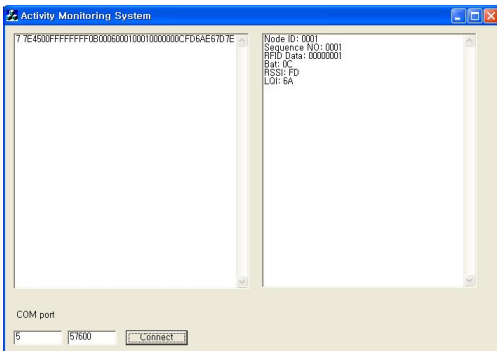 Activity Monitoring System
7 7E4500FFFFFFFF0B0006000100010000000CFD6AE67D7E
Node ID: 0001
Sequence NO: 0001
RFID Data: 00000001
Bat: 0C
RSSI: FD
LQI: 6A
COM port
5
57600
Connect